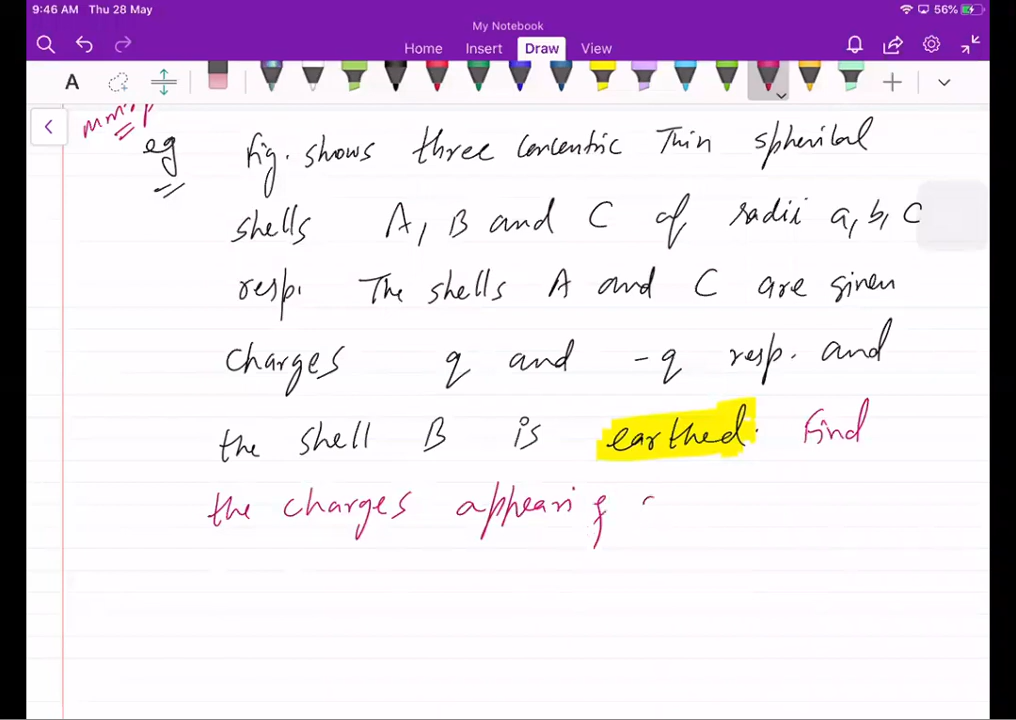 9:46 AM Thu 28 May
56%
My Notebook
Home Insert Draw View
A
mmip
eg fig. shows three concentric Thin spherical
shells A, B and C of radii a, b, c
resp. The shells A and C are given
charges q and -q resp. and
the shell B is earthed. Find
the charges appearing